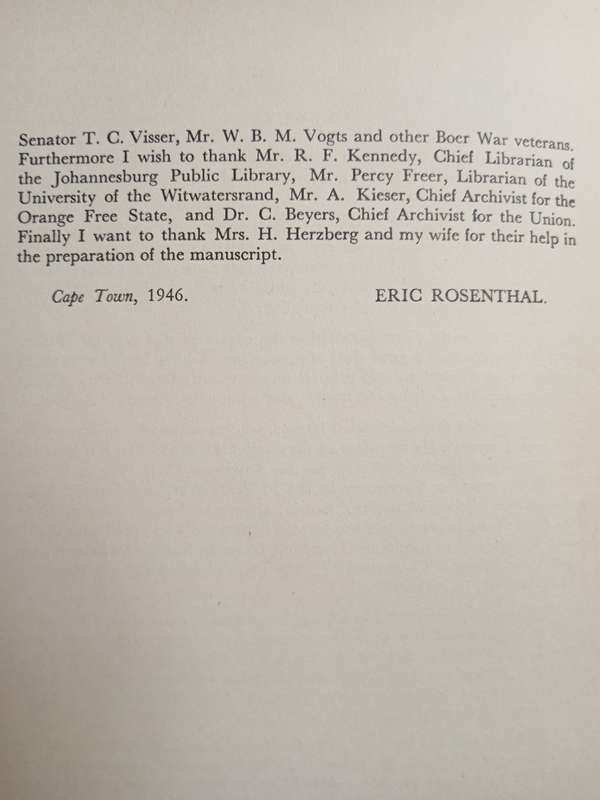 Senator T. C. Visser, Mr. W. B. M. Vogts and other Boer War veterans.
Furthermore I wish to thank Mr. R. F. Kennedy, Chief Librarian of
the Johannesburg Public Library, Mr. Percy Freer, Librarian of the
University of the Witwatersrand, Mr. A. Kieser, Chief Archivist for the
Orange Free State, and Dr. C. Beyers, Chief Archivist for the Union.
Finally I want to thank Mrs. H. Herzberg and my wife for their help in
the preparation of the manuscript.
Cape Town, 1946. ERIC ROSENTHAL.